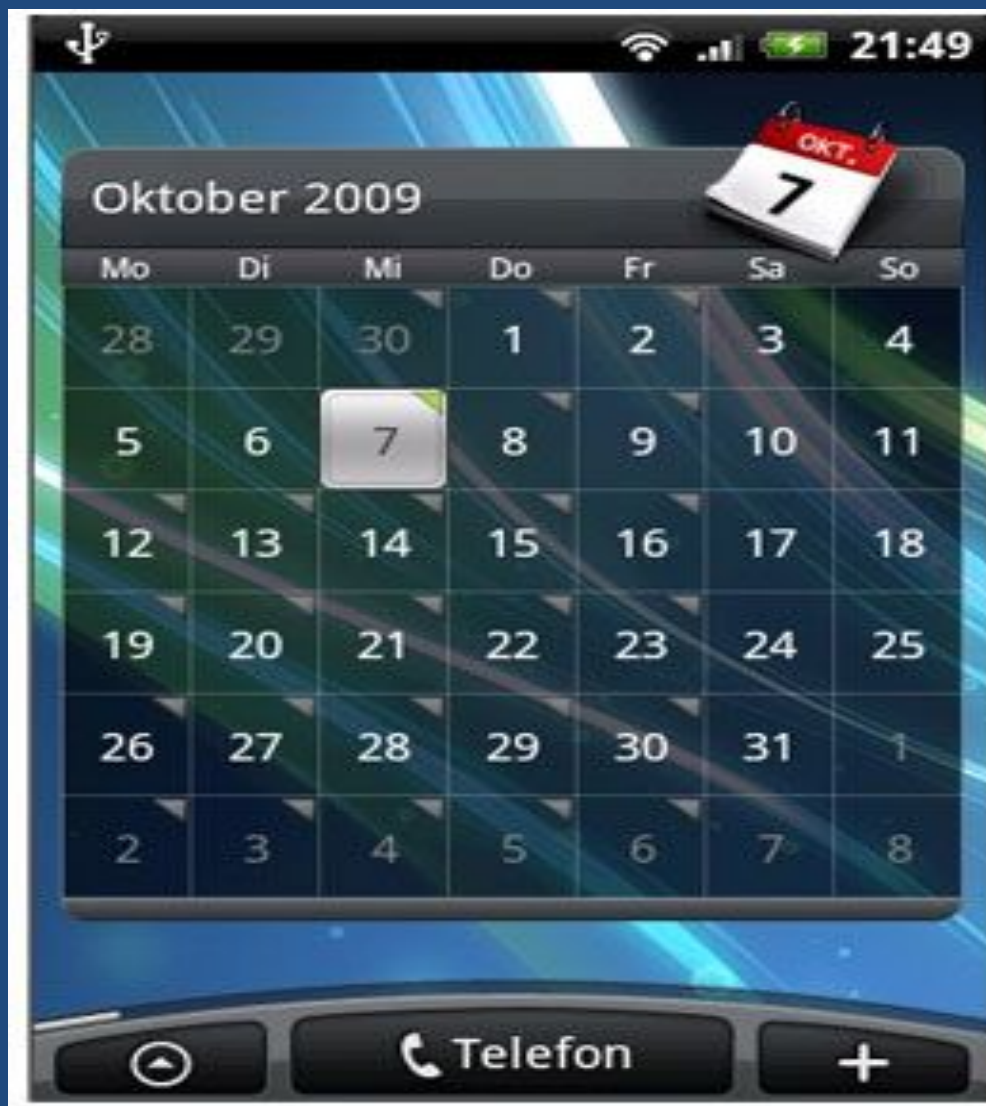 21:49
OKT.
7
Oktober 2009
Mo Di Mi Do Fr Sa So
28 29 30 1 2 3 4
5 6 7 8 9 10 11
12 13 14 15 16 17 18
19 20 21 22 23 24 25
26 27 28 29 30 31 1
2 3 4 5 6 7 8
Telefon